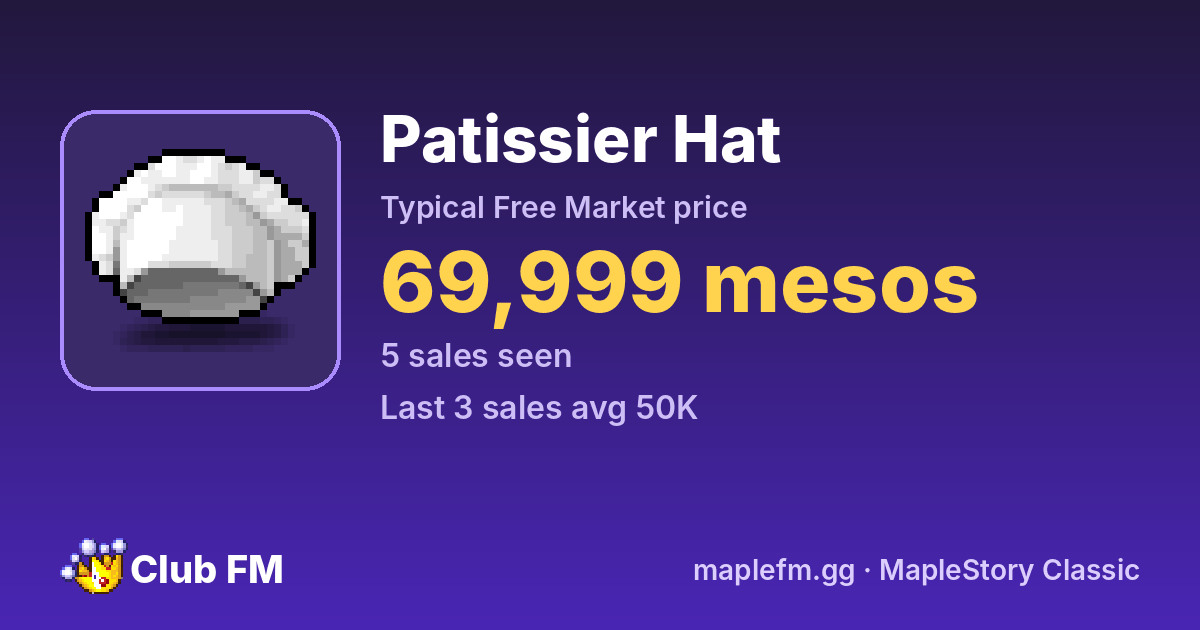 Patissier Hat
Typical Free Market price
69,999 mesos
5 sales seen
Last 3 sales avg 50K
Club FM
maplefm.gg · MapleStory Classic